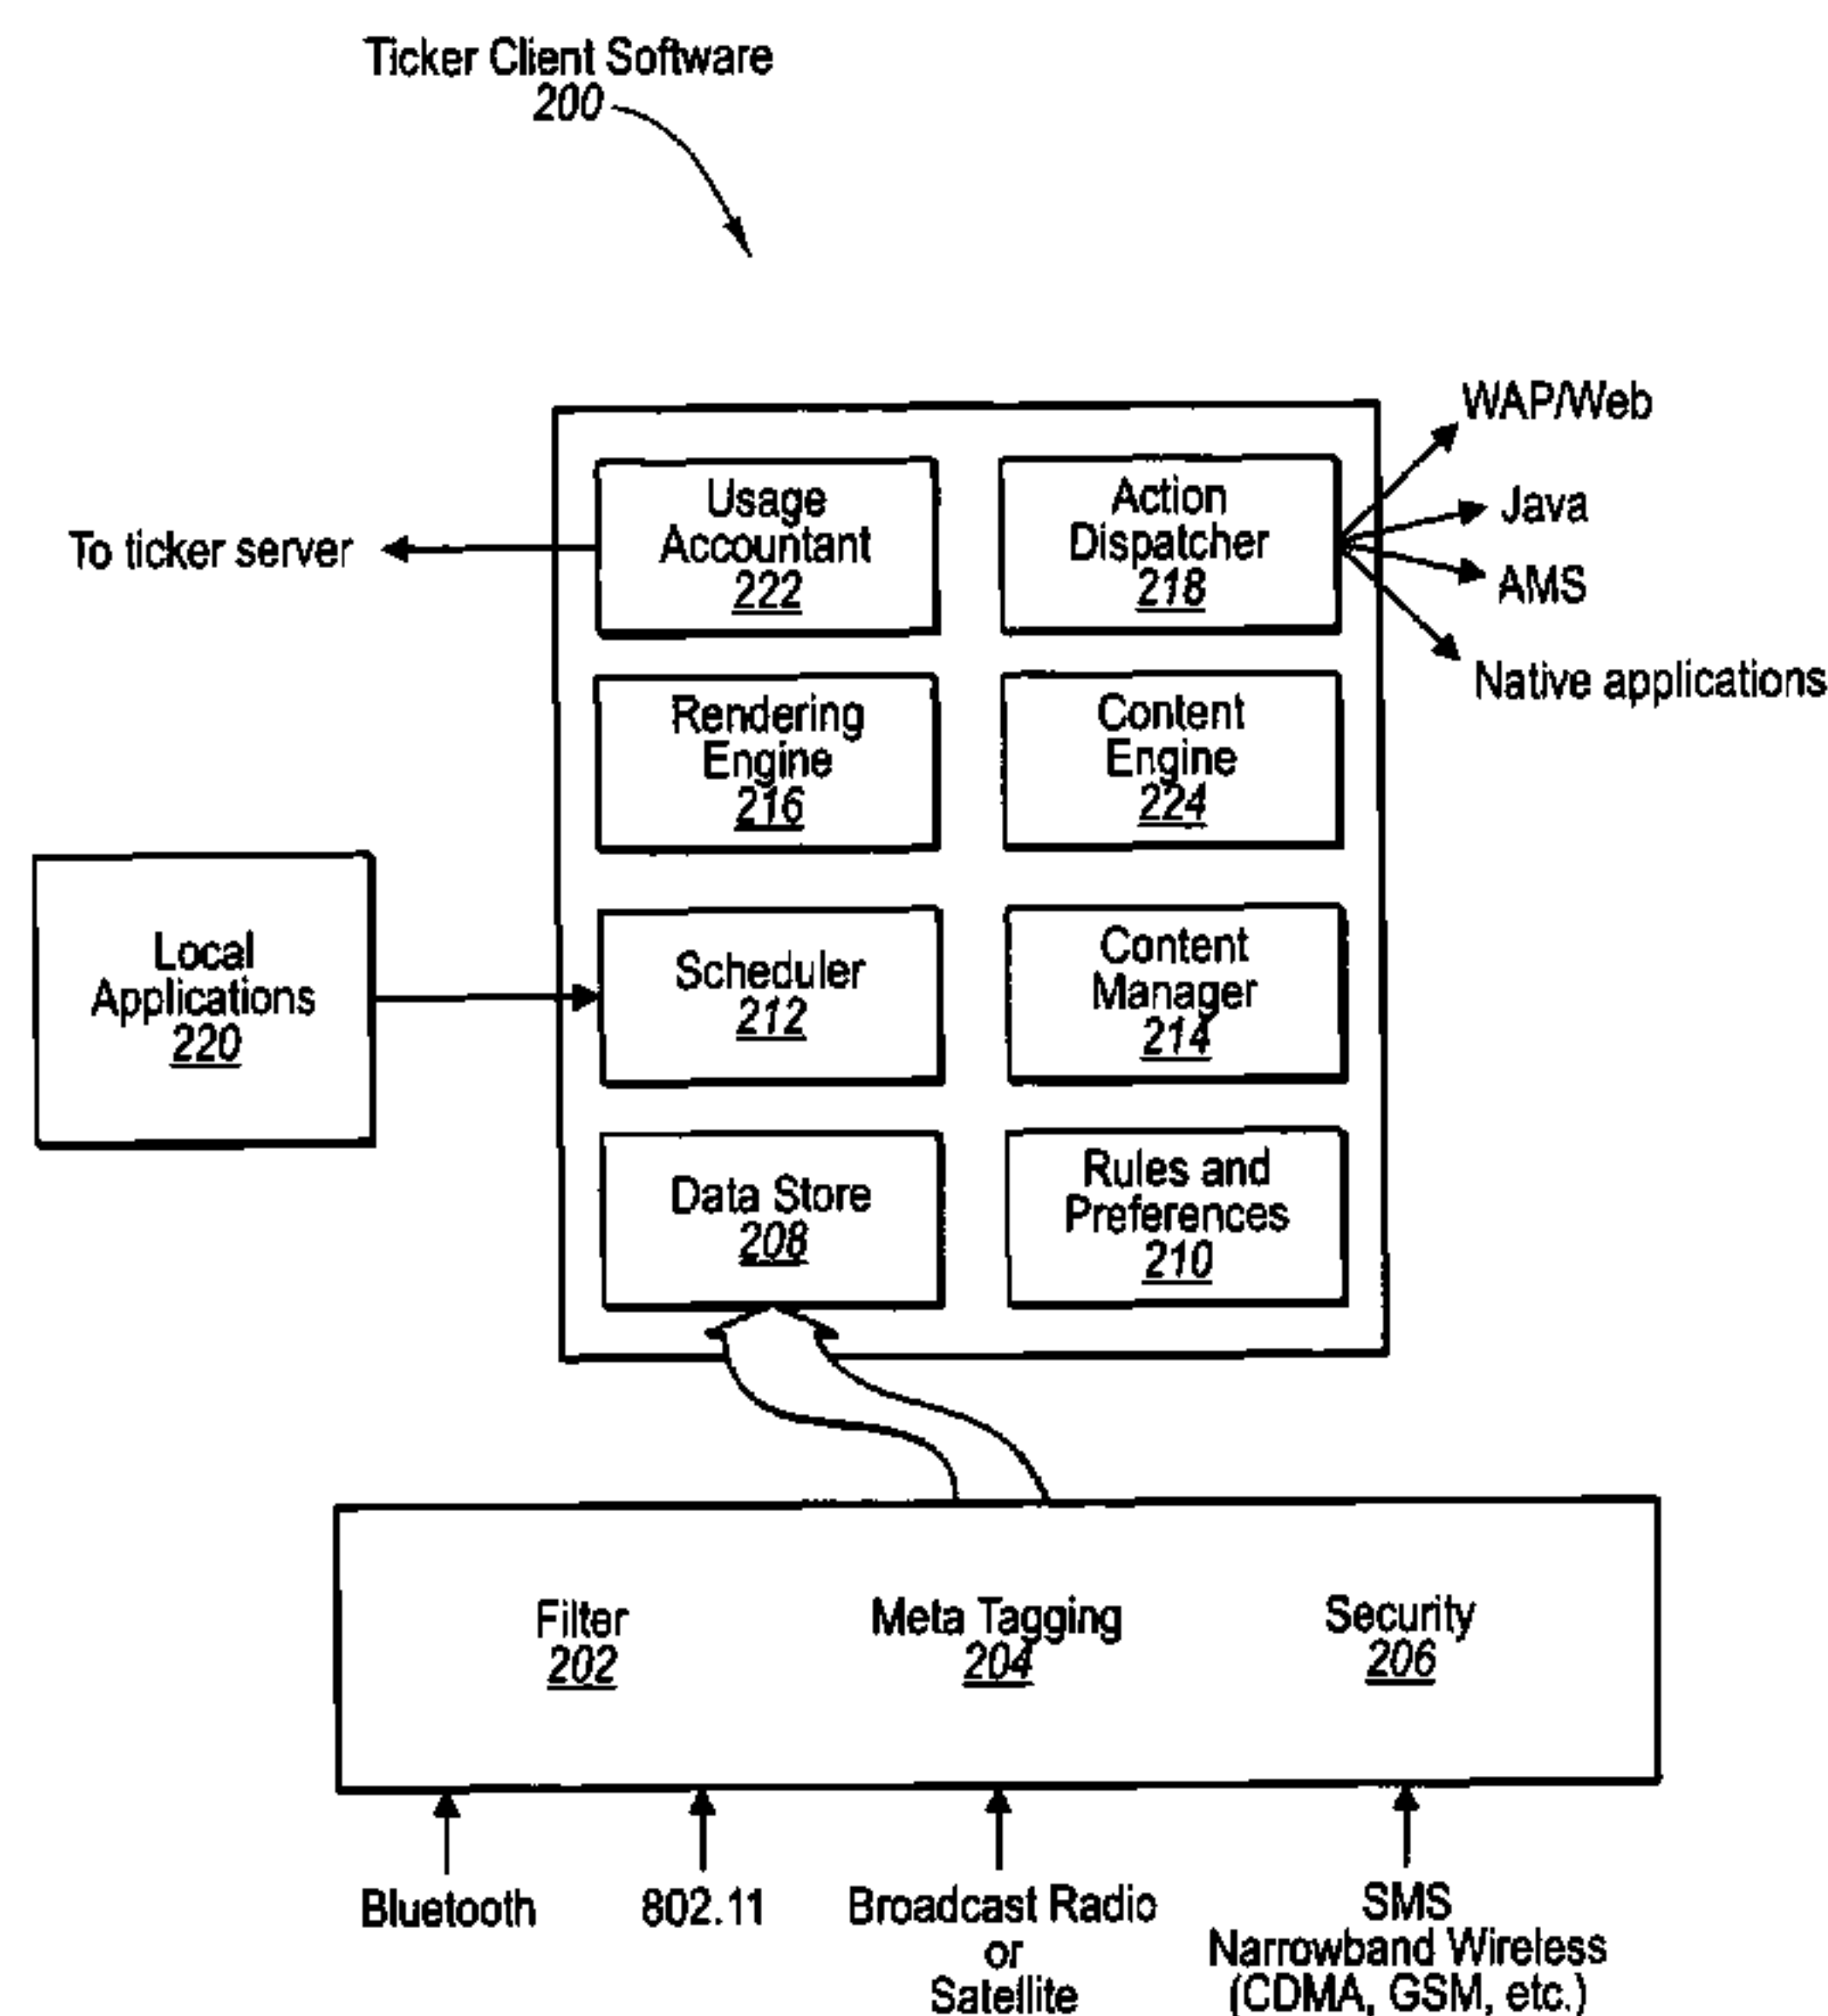 Ticker Client Software
200
WAP/Web
Java
AMS
Native applications
To ticker server
Usage
Accountant
222
Action
Dispatcher
218
Rendering
Engine
216
Content
Engine
224
Local
Applications
220
Scheduler
212
Content
Manager
214
Data Store
208
Rules and
Preferences
210
Filter
202
Meta Tagging
204
Security
206
Bluetooth
802.11
Broadcast Radio
or
Satellite
SMS
Narrowband Wireless
(CDMA, GSM, etc.)